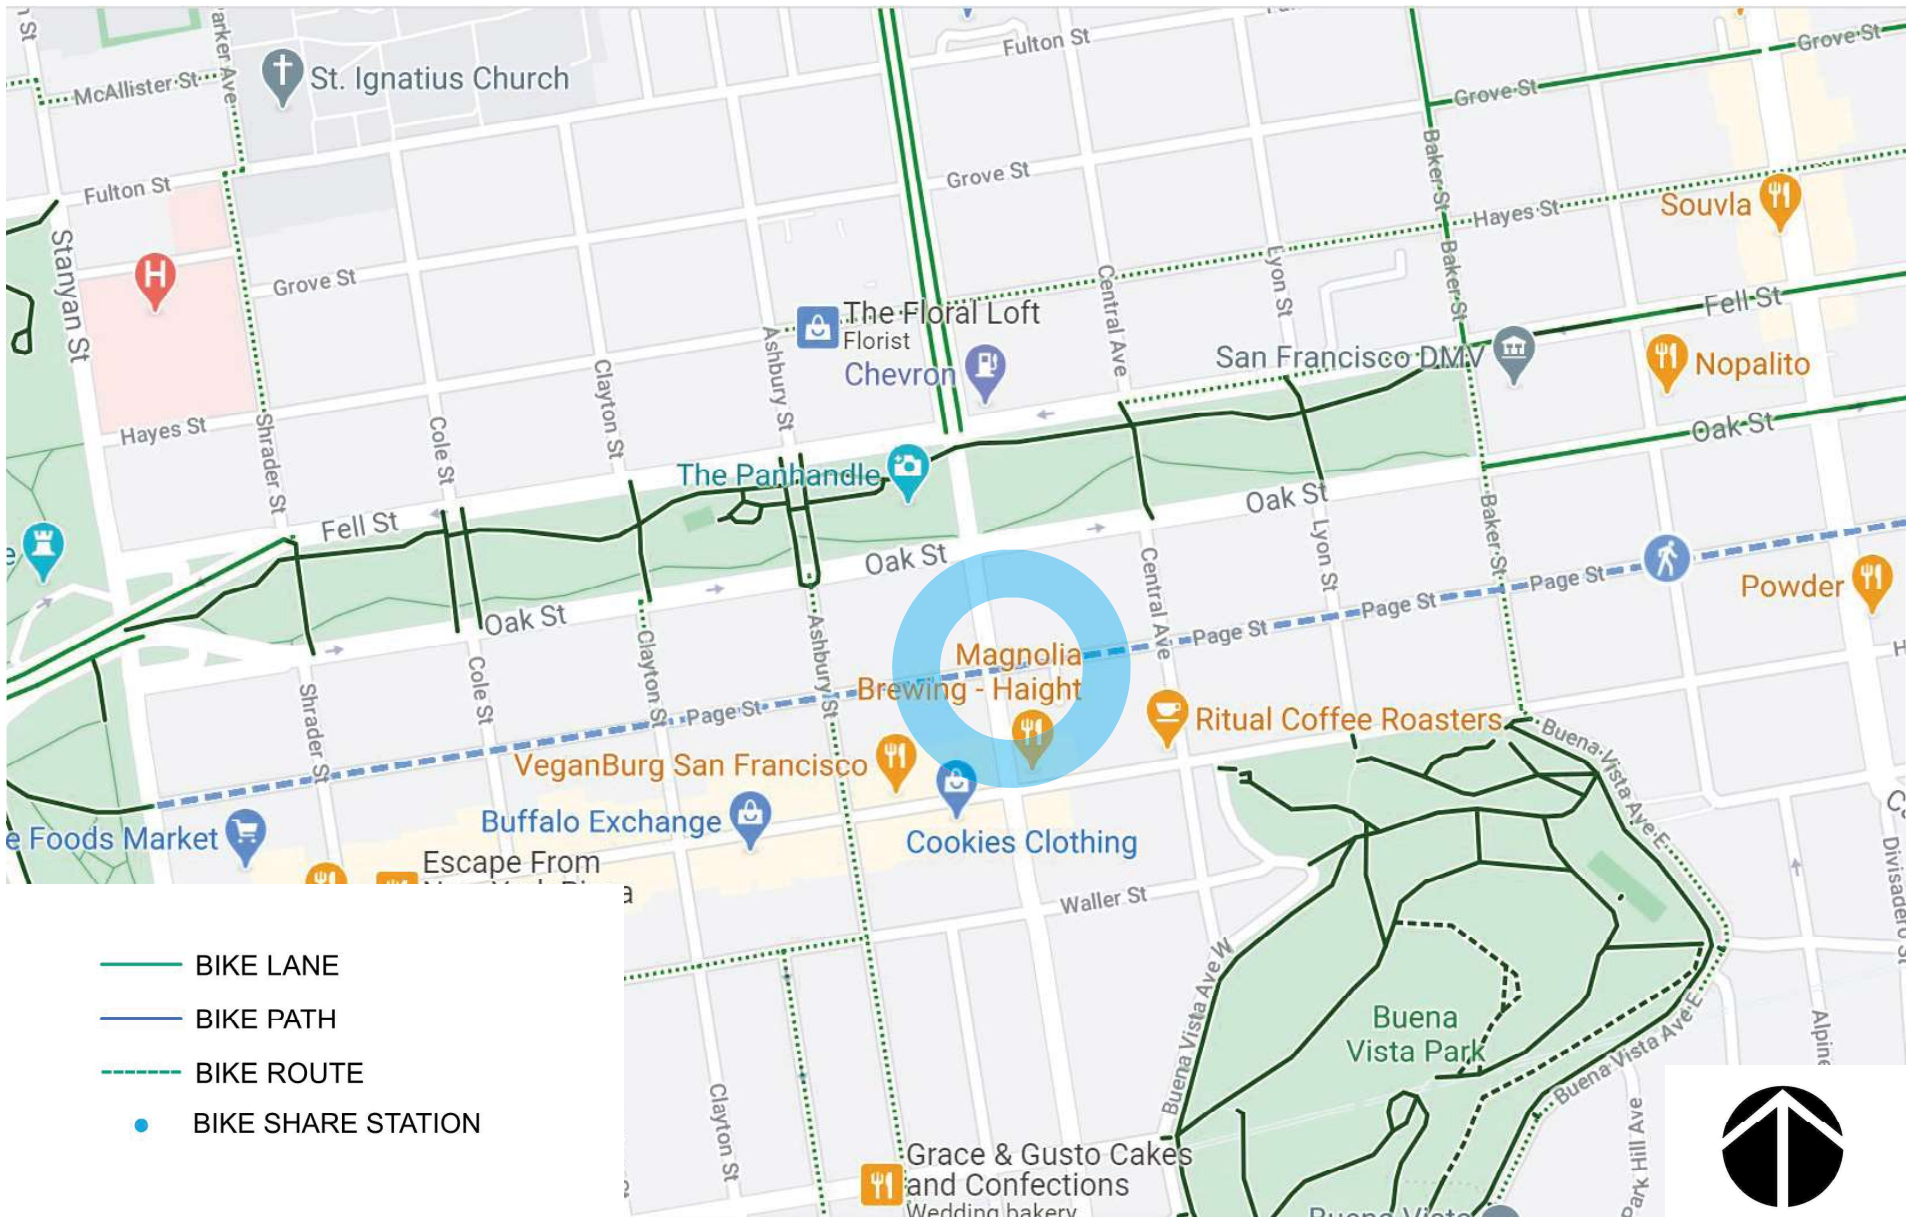 St
Parker Ave
McAllister St
St. Ignatius Church
Fulton St
Grove St
Grove St
Baker St
Fulton St
Grove St
Hayes St
Souvla
Stanyan St
H
Grove St
Central Ave
Lyon St
Baker St
Fell St
The Floral Loft
Florist
Chevron
San Francisco DMV
Nopalito
Ashbury St
Clayton St
Cole St
Shrader St
Hayes St
Oak St
The Panhandle
Fell St
Oak St
Oak St
Oak St
Central Ave
Lyon St
Baker St
Page St
Page St
Page St
Powder
Clayton St
Ashbury St
Cole St
Shrader St
Page St
Magnolia
Brewing - Haight
Ritual Coffee Roasters
VeganBurg San Francisco
Buena Vista Ave E
Buffalo Exchange
Cookies Clothing
e Foods Market
Escape From
Waller St
Divisadero St
Buena Vista Ave W
Buena
Vista Park
Buena Vista Ave E
Alpine
Clayton St
Park Hill Ave
Grace & Gusto Cakes
and Confections
Wedding bakery
Buena Vista
BIKE LANE
BIKE PATH
BIKE ROUTE
BIKE SHARE STATION